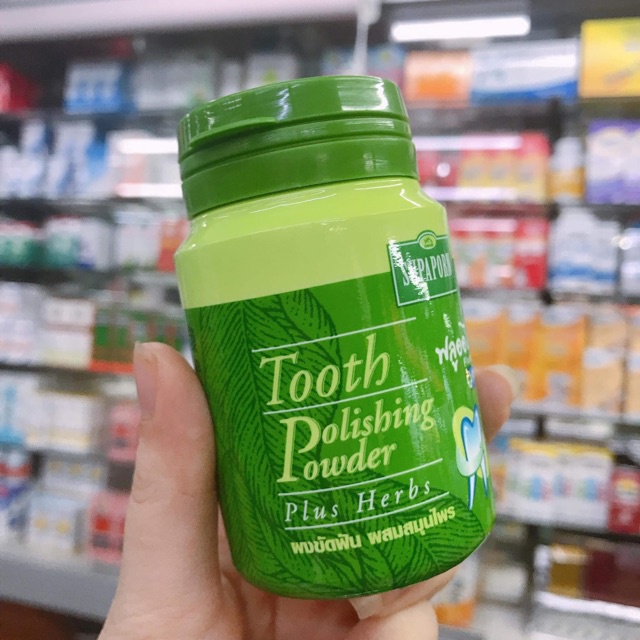 SUPAPORN
Tooth
Polishing
Powder
Plus Herbs
ผงขัดฟัน ผสมสมุนไพร